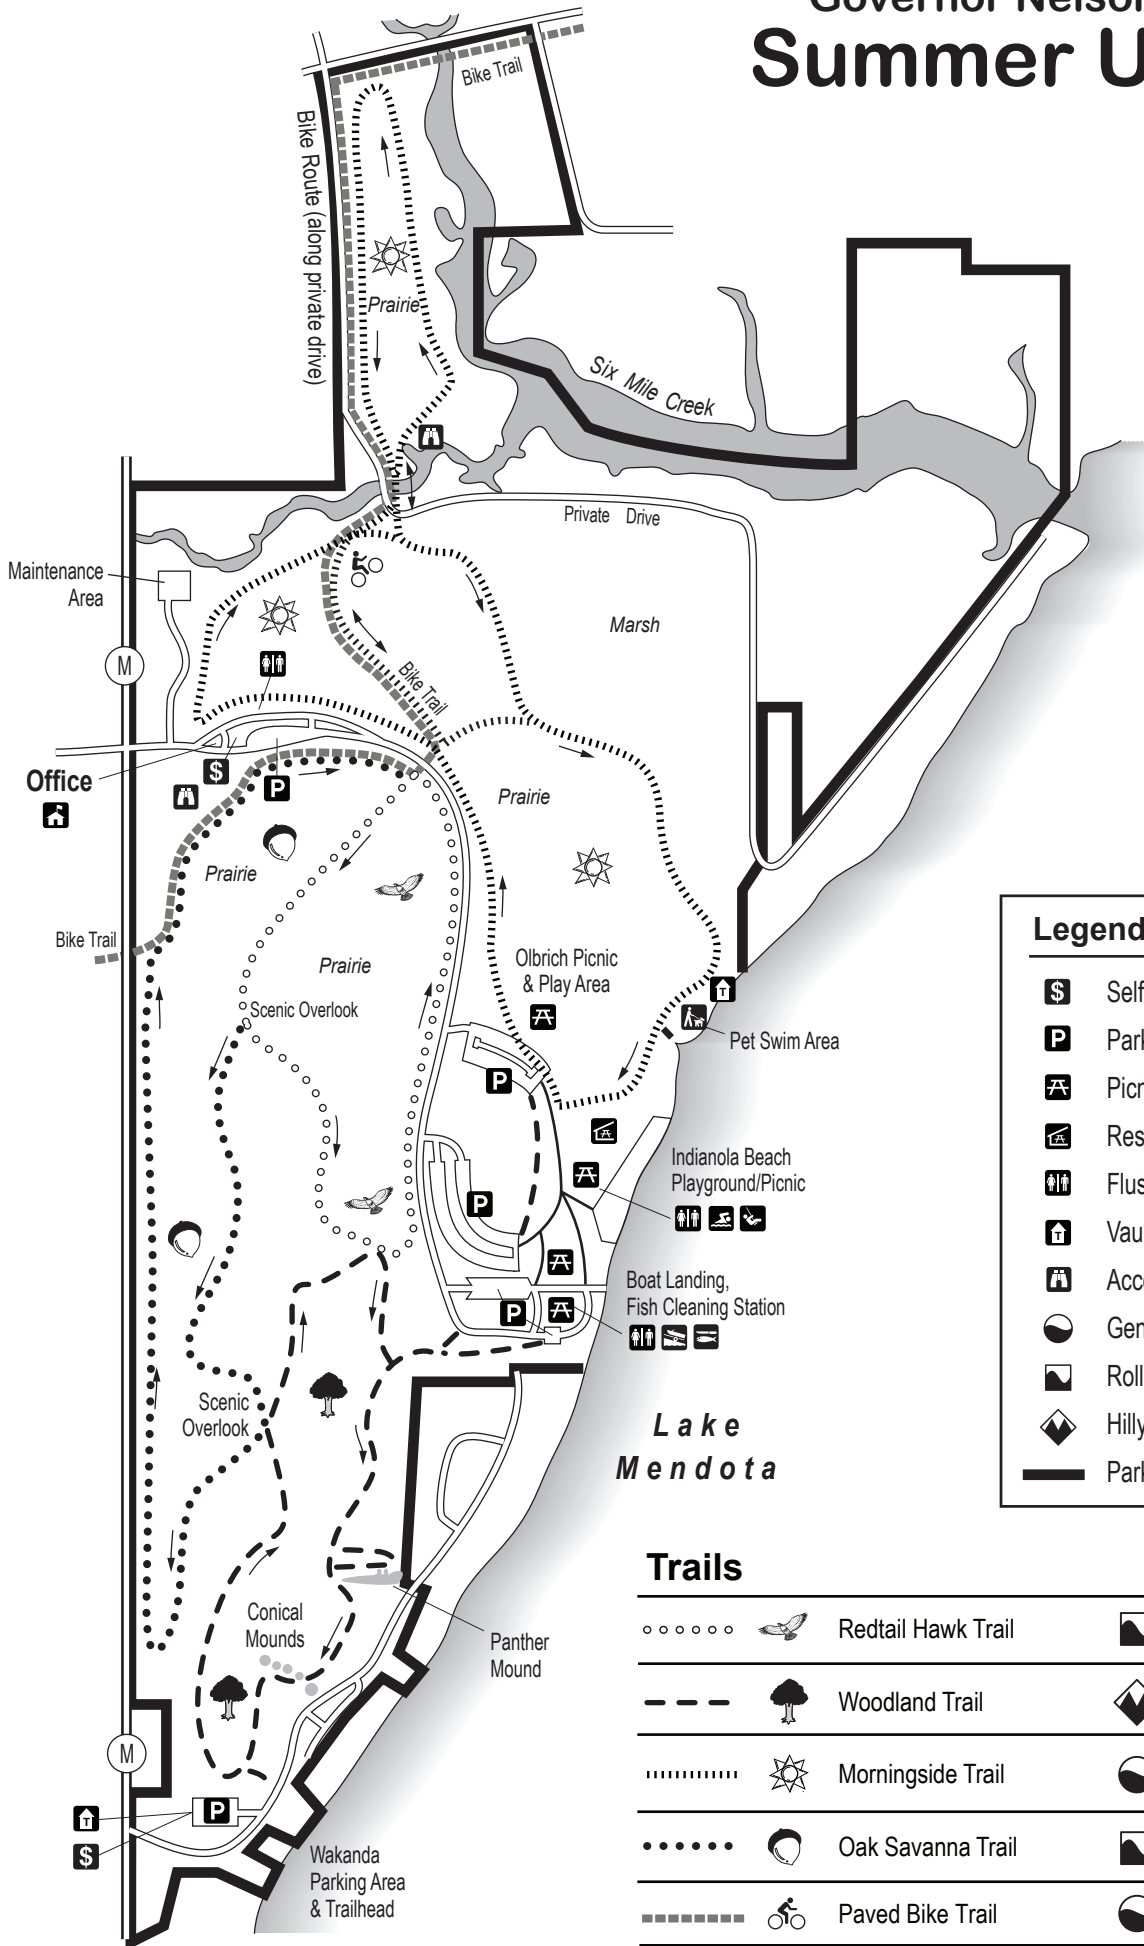 Governor Nelson
Summer U
Bike Trail
Bike Route (along private drive)
Prairie
Six Mile Creek
Private Drive
Maintenance
Area
Marsh
M
Bike Trail
Office
$
P
Prairie
Prairie
Bike Trail
Prairie
Scenic Overlook
Olbrich Picnic
& Play Area
T
Pet Swim Area
P
P
Indianola Beach
Playground/Picnic
Boat Landing,
Fish Cleaning Station
P
Scenic
Overlook
Lake
Mendota
Conical
Mounds
Panther
Mound
M
T
P
$
Wakanda
Parking Area
& Trailhead
Legend
$ Self
P Park
Picn
Res
Flus
T Vau
Acce
Gen
Roll
Hilly
Park
Trails
Redtail Hawk Trail
Woodland Trail
Morningside Trail
Oak Savanna Trail
Paved Bike Trail